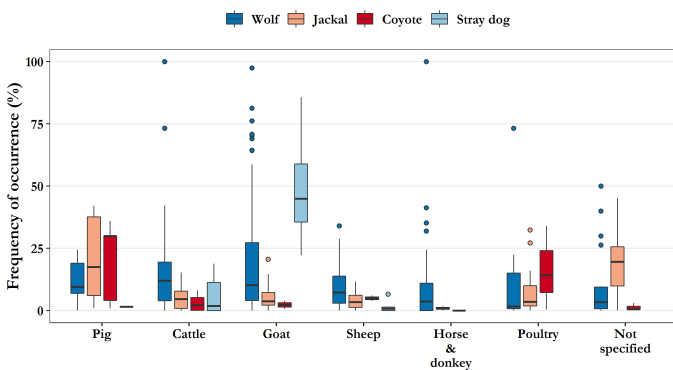 Wolf Jackal Coyote Stray dog
Frequency of occurrence (%)
100
75
50
25
0
Pig Cattle Goat Sheep Horse & donkey Poultry Not specified